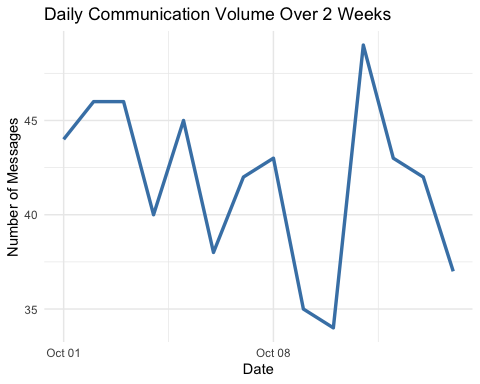 Daily Communication Volume Over 2 Weeks
Number of Messages
45
40
35
Oct 01
Oct 08
Date